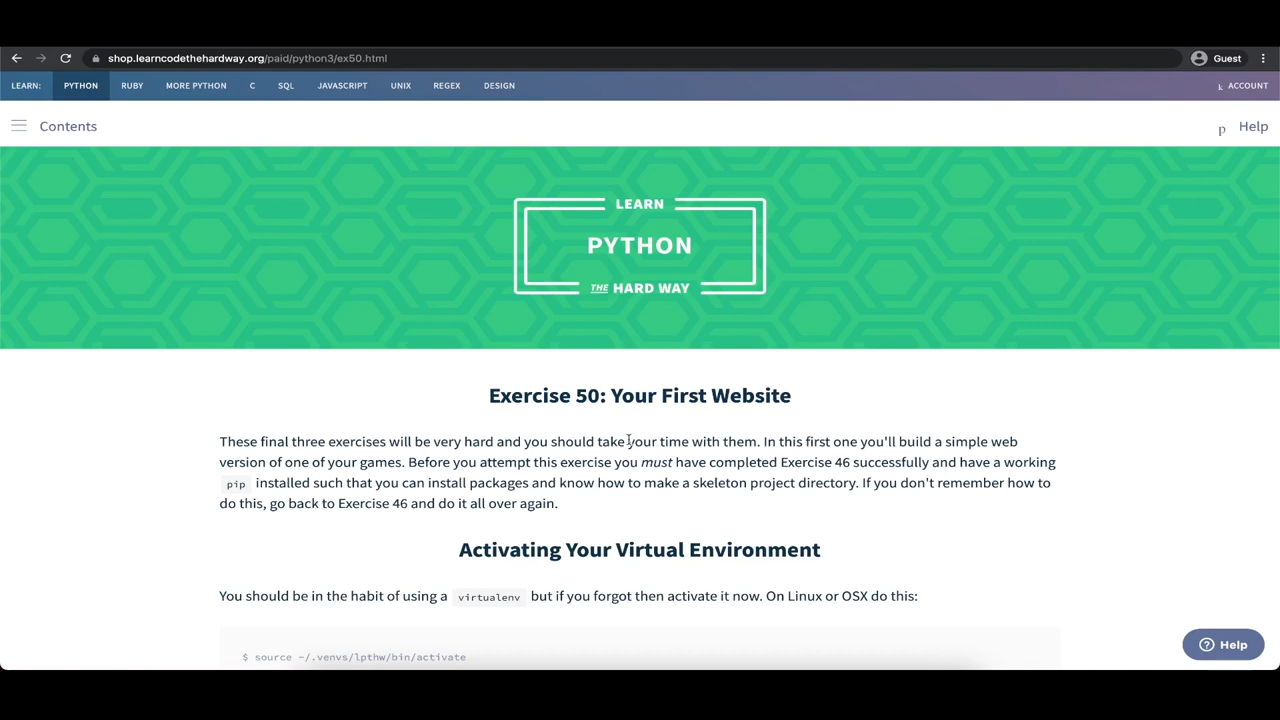 shop.learncodethehardway.org/paid/python3/ex50.html Guest
LEARN: PYTHON RUBY MORE PYTHON C SQL JAVASCRIPT UNIX REGEX DESIGN k ACCOUNT
Contents p Help
LEARN
PYTHON
THE HARD WAY
Exercise 50: Your First Website
These final three exercises will be very hard and you should take your time with them. In this first one you'll build a simple web
version of one of your games. Before you attempt this exercise you must have completed Exercise 46 successfully and have a working
pip installed such that you can install packages and know how to make a skeleton project directory. If you don't remember how to
do this, go back to Exercise 46 and do it all over again.
Activating Your Virtual Environment
You should be in the habit of using a virtualenv but if you forgot then activate it now. On Linux or OSX do this:
$ source ~/.venvs/lpthw/bin/activate
Help